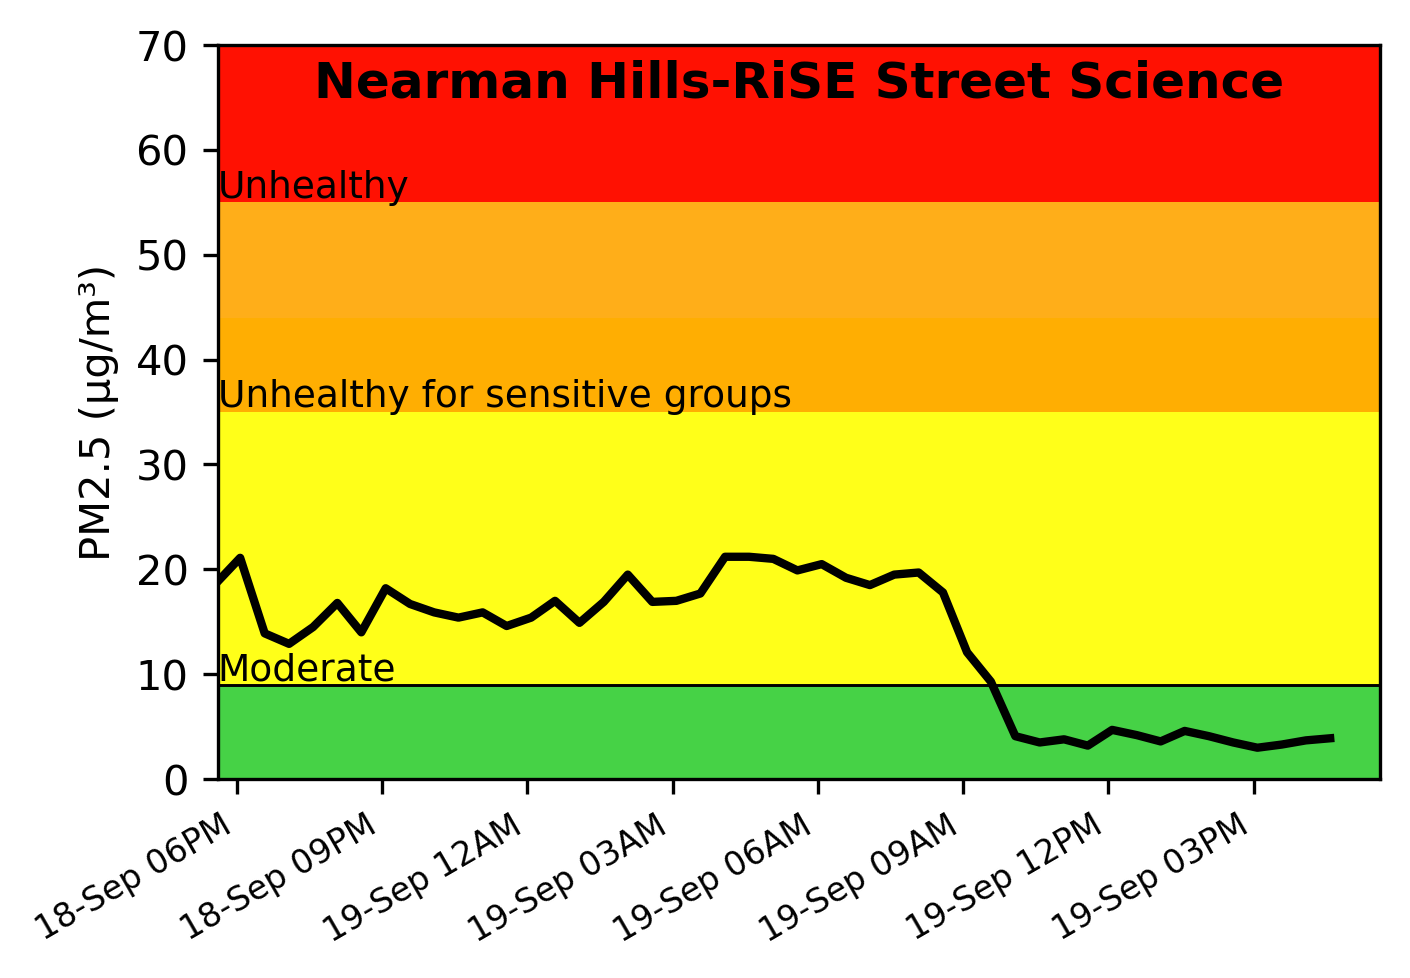 Nearman Hills-RiSE Street Science
PM2.5 (µg/m³)
70
60
50
40
30
20
10
0
Unhealthy
Unhealthy for sensitive groups
Moderate
18-Sep 06PM
18-Sep 09PM
19-Sep 12AM
19-Sep 03AM
19-Sep 06AM
19-Sep 09AM
19-Sep 12PM
19-Sep 03PM